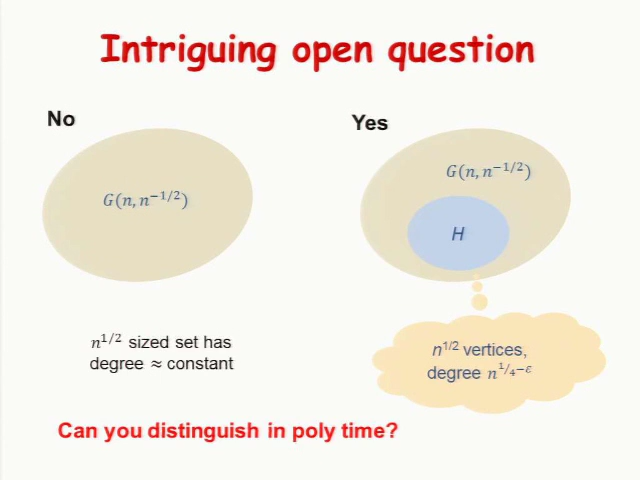 Intriguing open question
No
Yes
G(n, n^{-1/2})
G(n, n^{-1/2})
H
n^{1/2} sized set has
degree ≈ constant
n^{1/2} vertices,
degree n^{1/4−ε}
Can you distinguish in poly time?